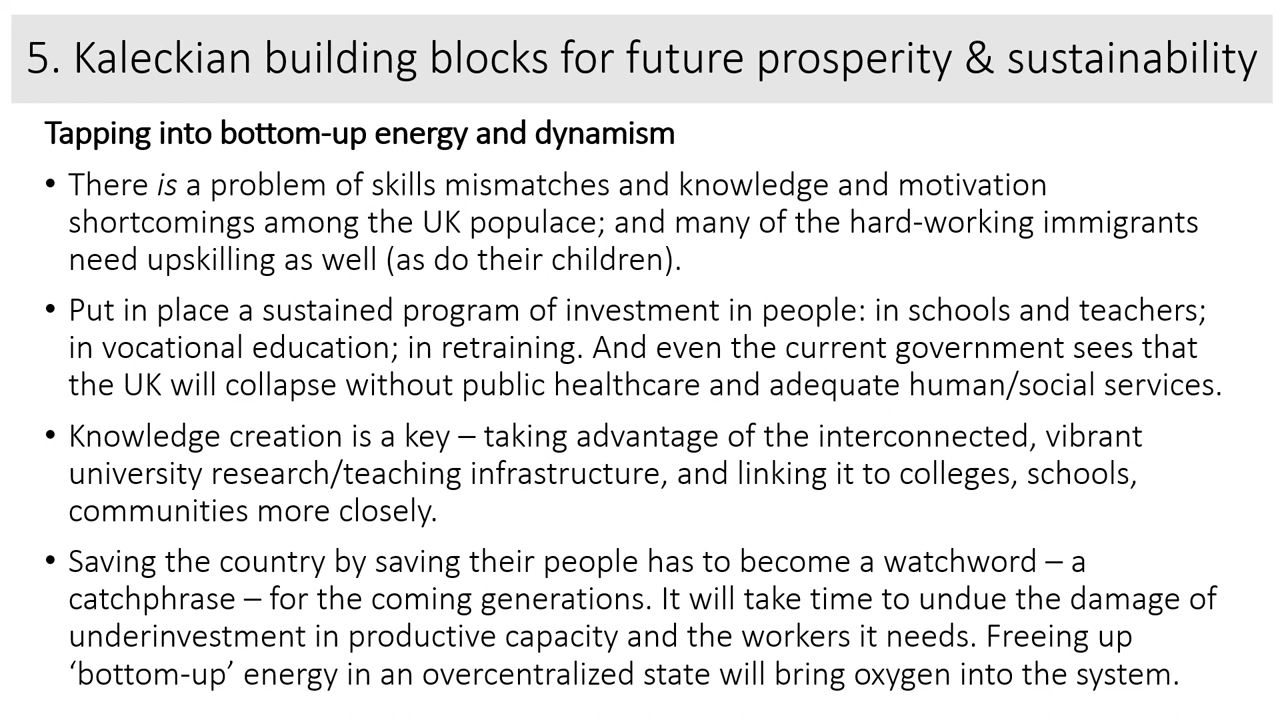 5. Kaleckian building blocks for future prosperity & sustainability
Tapping into bottom-up energy and dynamism
• There is a problem of skills mismatches and knowledge and motivation
shortcomings among the UK populace; and many of the hard-working immigrants
need upskilling as well (as do their children).
• Put in place a sustained program of investment in people: in schools and teachers;
in vocational education; in retraining. And even the current government sees that
the UK will collapse without public healthcare and adequate human/social services.
• Knowledge creation is a key – taking advantage of the interconnected, vibrant
university research/teaching infrastructure, and linking it to colleges, schools,
communities more closely.
• Saving the country by saving their people has to become a watchword – a
catchphrase – for the coming generations. It will take time to undue the damage of
underinvestment in productive capacity and the workers it needs. Freeing up
‘bottom-up’ energy in an overcentralized state will bring oxygen into the system.